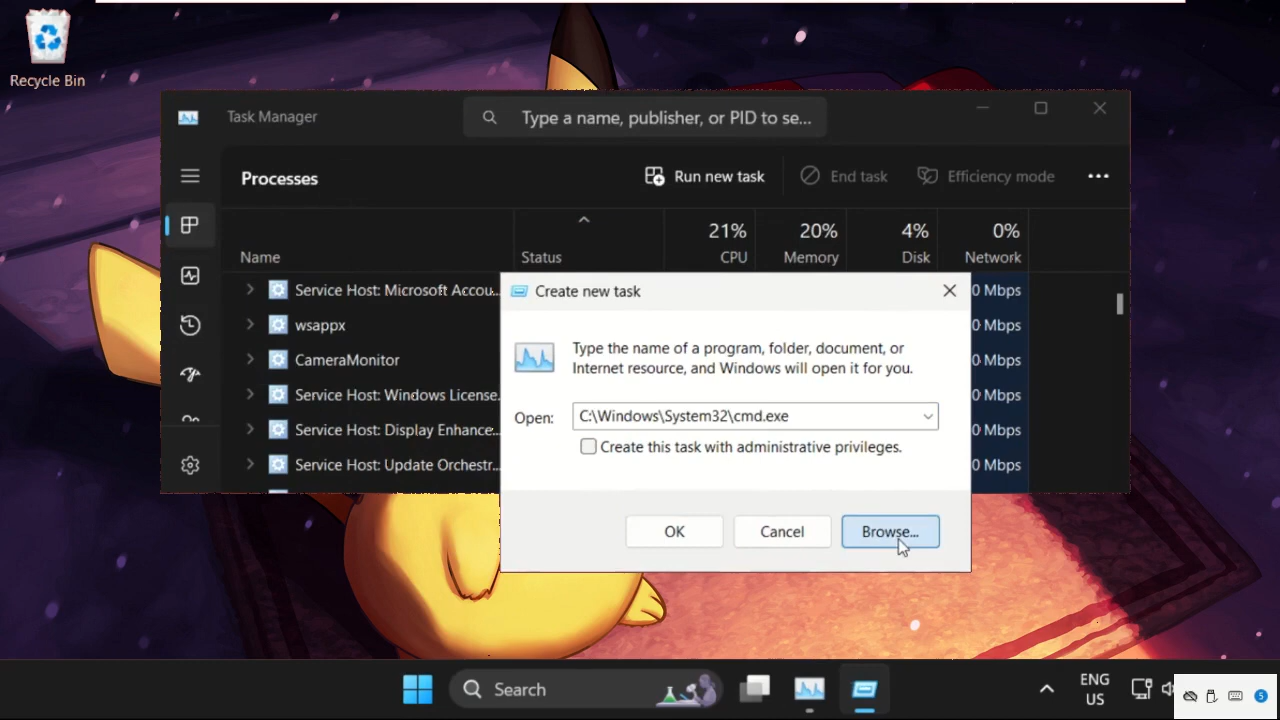 Recycle Bin
Task Manager
Type a name, publisher, or PID to se...
Processes
Run new task
End task
Efficiency mode
21%
20%
4%
0%
Name
Status
CPU
Memory
Disk
Network
Service Host: Microsoft Accou...
0 Mbps
wsappx
0 Mbps
CameraMonitor
0 Mbps
Service Host: Windows License...
0 Mbps
Service Host: Display Enhance...
0 Mbps
Service Host: Update Orchestr...
0 Mbps
Create new task
Type the name of a program, folder, document, or
Internet resource, and Windows will open it for you.
Open:
C:\Windows\System32\cmd.exe
Create this task with administrative privileges.
OK
Cancel
Browse...
Search
ENG
US
5